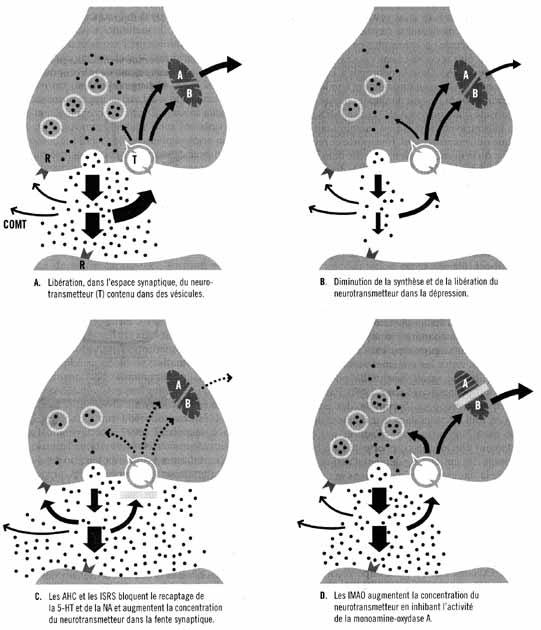 A
B
R
T
COMT
R
A. Libération, dans l'espace synaptique, du neuro-
transmetteur (T) contenu dans des vésicules.
A
B
B. Diminution de la synthèse et de la libération du
neurotransmetteur dans la dépression.
A
B
C. Les AHC et les ISRS bloquent le recaptage de
la 5-HT et de la NA et augmentent la concentration
du neurotransmetteur dans la fente synaptique.
A
B
D. Les IMAO augmentent la concentration du
neurotransmetteur en inhibant l'activité
de la monoamine-oxydase A.